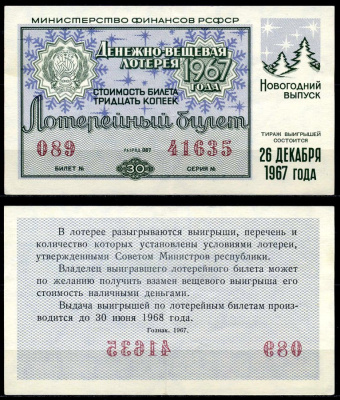 МИНИСТЕРСТВО ФИНАНСОВ РСФСР
ДЕНЕЖНО-ВЕЩЕВАЯ
ЛОТЕРЕЯ
1967
ГОДА
СТОИМОСТЬ БИЛЕТА
ТРИДЦАТЬ КОПЕЕК
Лотерейный билет
089
РАЗРЯД 087
41635
БИЛЕТ №
30
СЕРИЯ №
НОВОГОДНИЙ
ВЫПУСК
ТИРАЖ ВЫИГРЫШЕЙ
СОСТОИТСЯ
26 ДЕКАБРЯ
1967 ГОДА
В лотерее разыгрываются выигрыши, перечень и
количество которых установлены условиями лотереи,
утвержденными Советом Министров республики.
Владелец выигравшего лотерейного билета может
по желанию получить взамен вещевого выигрыша его
стоимость наличными деньгами.
Выдача выигрышей по лотерейным билетам произ-
водится до 30 июня 1968 года.
Гознак. 1967.
41635
089